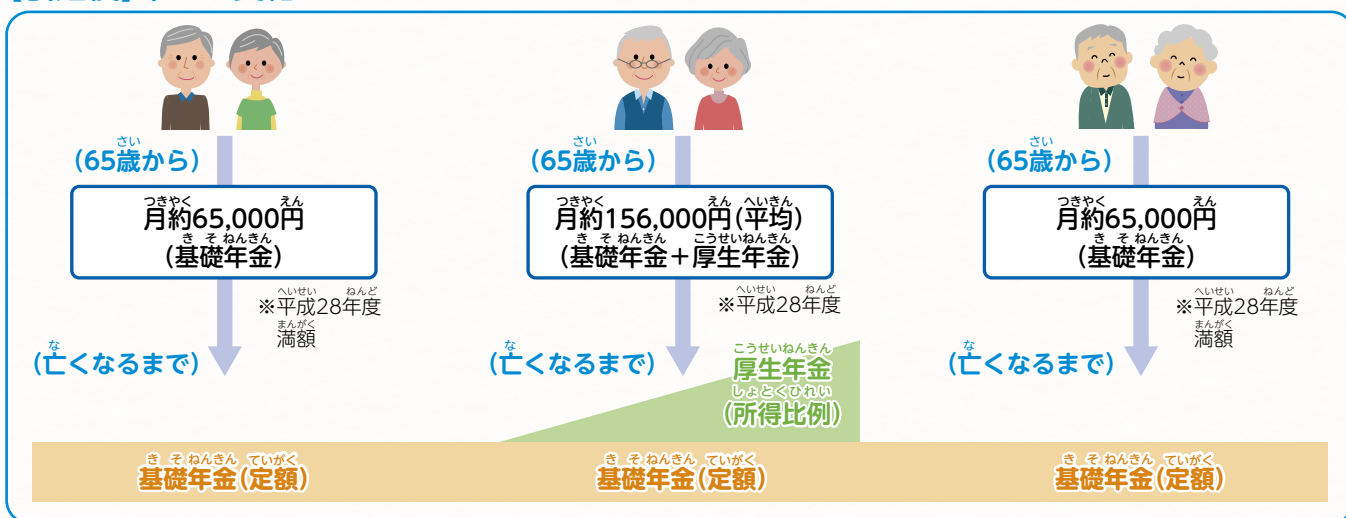 (65歳から)
月約65,000円
(基礎年金)
※平成28年度
満額
(亡くなるまで)
基礎年金(定額)
(65歳から)
月約156,000円(平均)
(基礎年金+厚生年金)
※平成28年度
(亡くなるまで)
厚生年金
(所得比例)
基礎年金(定額)
(65歳から)
月約65,000円
(基礎年金)
※平成28年度
満額
(亡くなるまで)
基礎年金(定額)